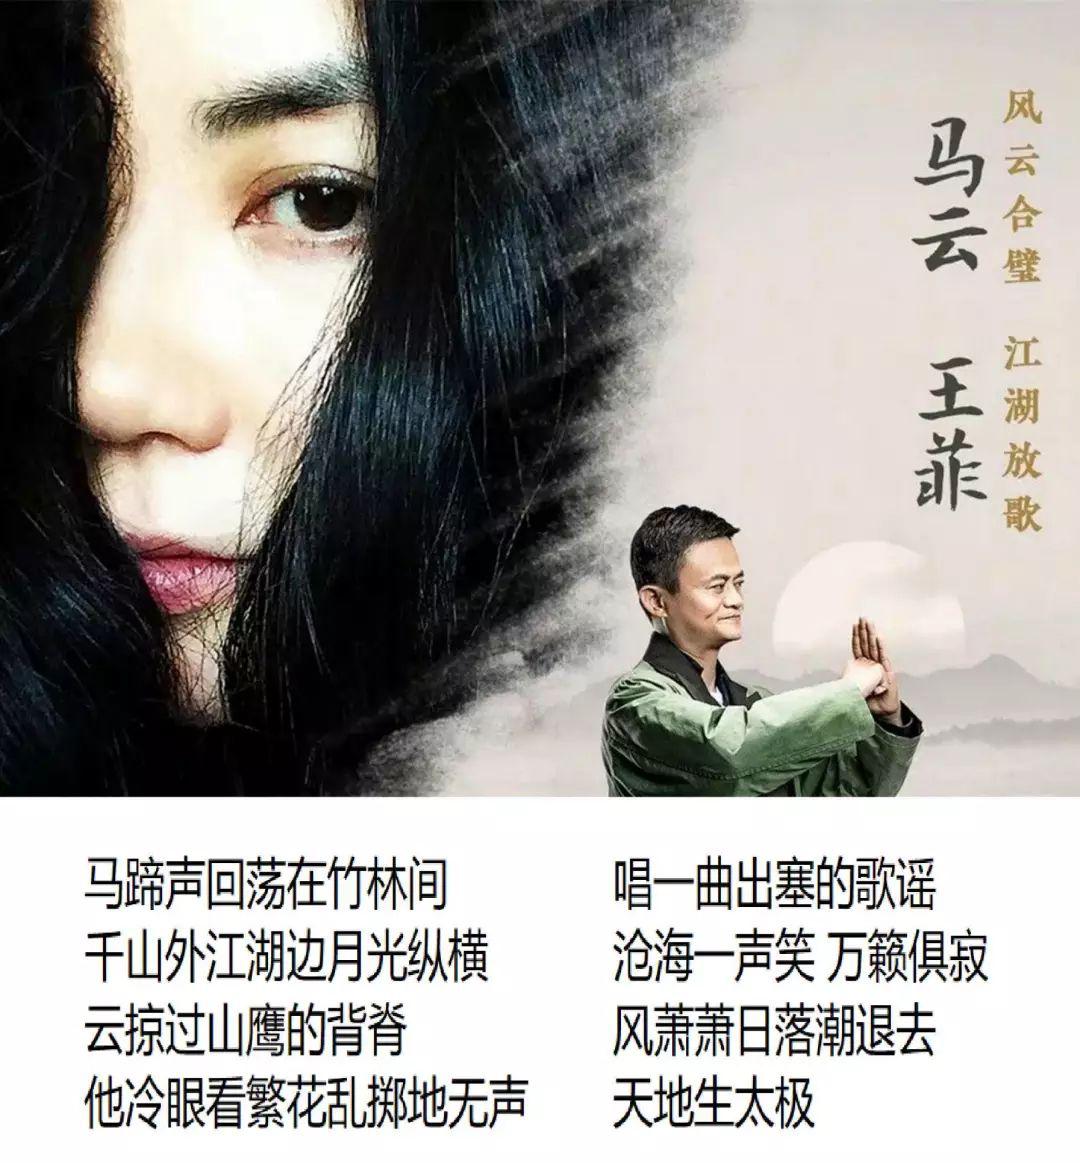 风云合璧 江湖放歌
马云 王菲
马蹄声回荡在竹林间
千山外江湖边月光纵横
云掠过山鹰的背脊
他冷眼看繁花乱掷地无声
唱一曲出塞的歌谣
沧海一声笑 万籁俱寂
风萧萧日落潮退去
天地生太极